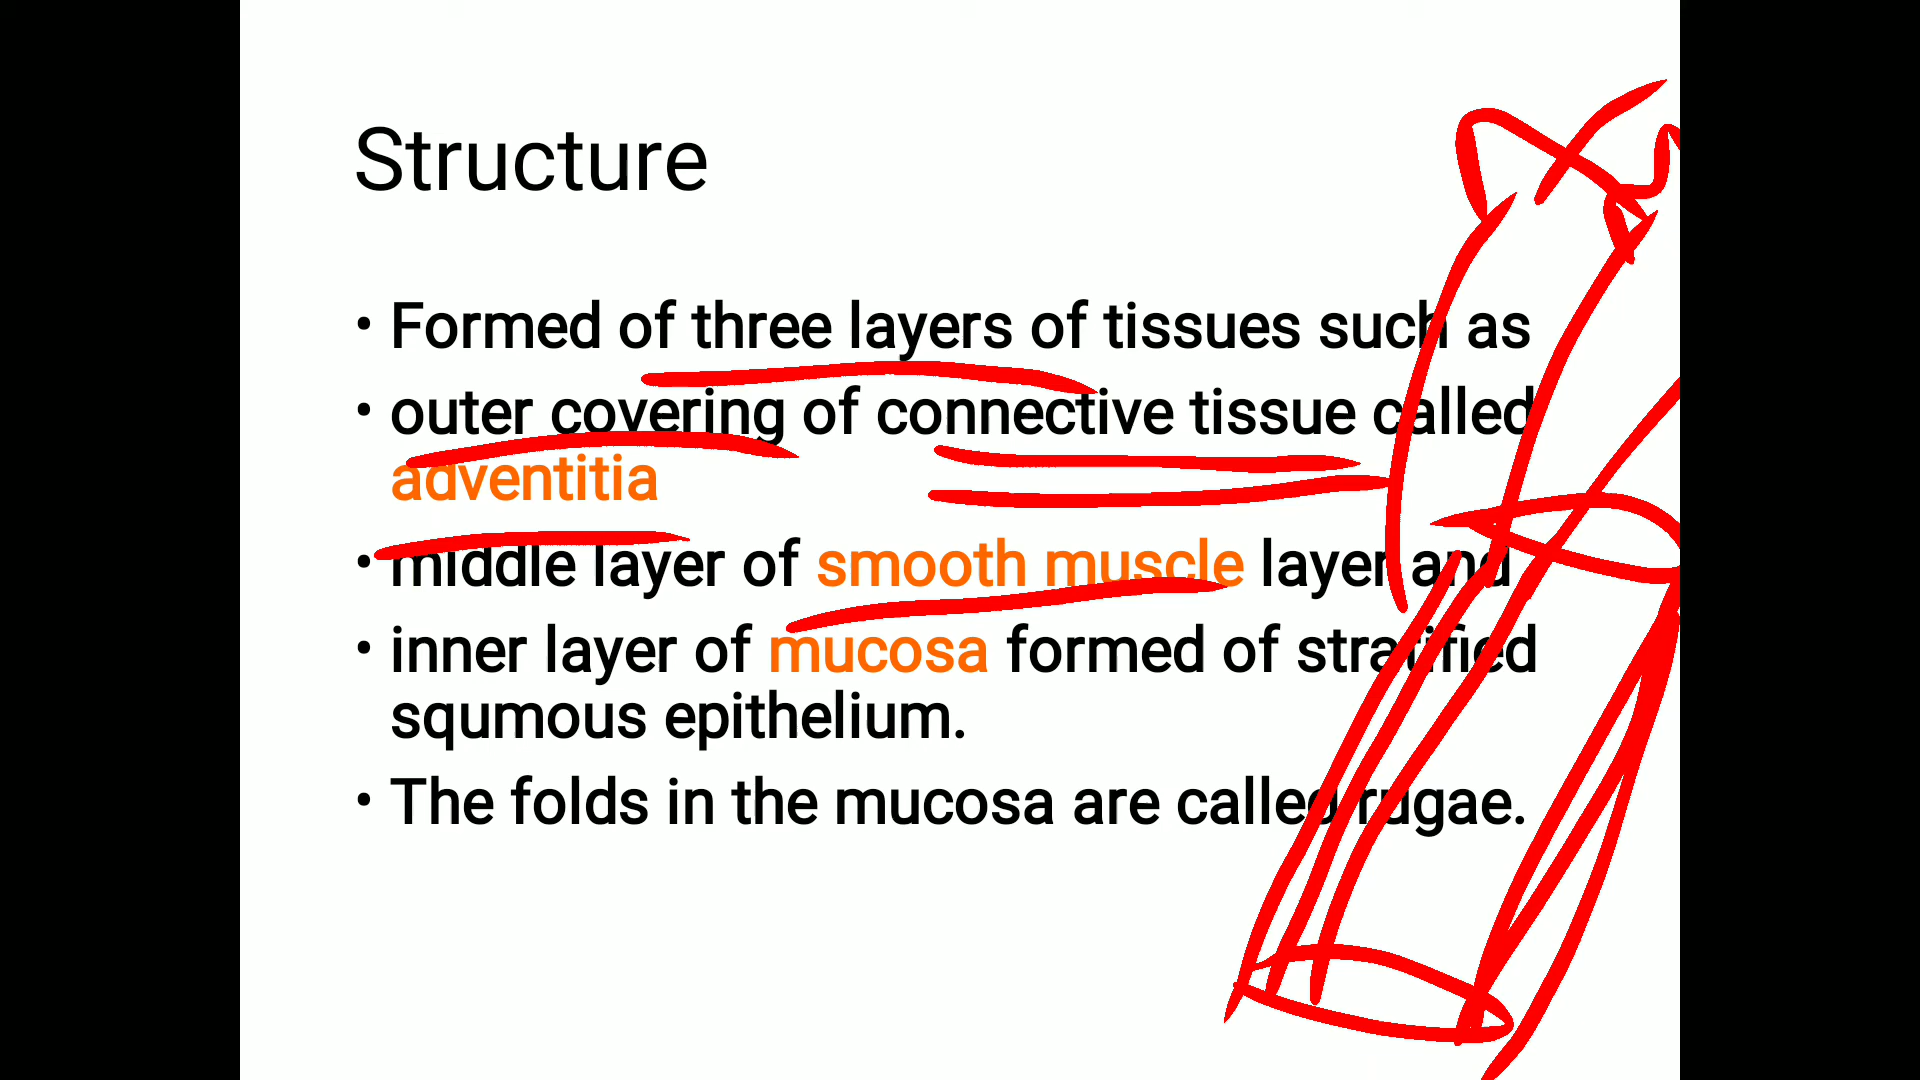 Structure
• Formed of three layers of tissues such as
• outer covering of connective tissue called
adventitia
• middle layer of smooth muscle layer and
• inner layer of mucosa formed of stratified
squmous epithelium.
• The folds in the mucosa are called rugae.